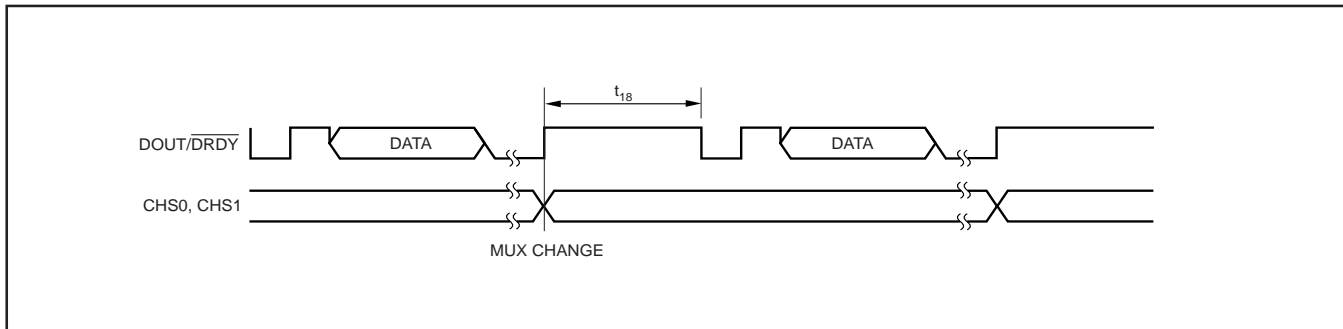 t18
DOUT/DRDY
DATA
DATA
CHS0, CHS1
MUX CHANGE